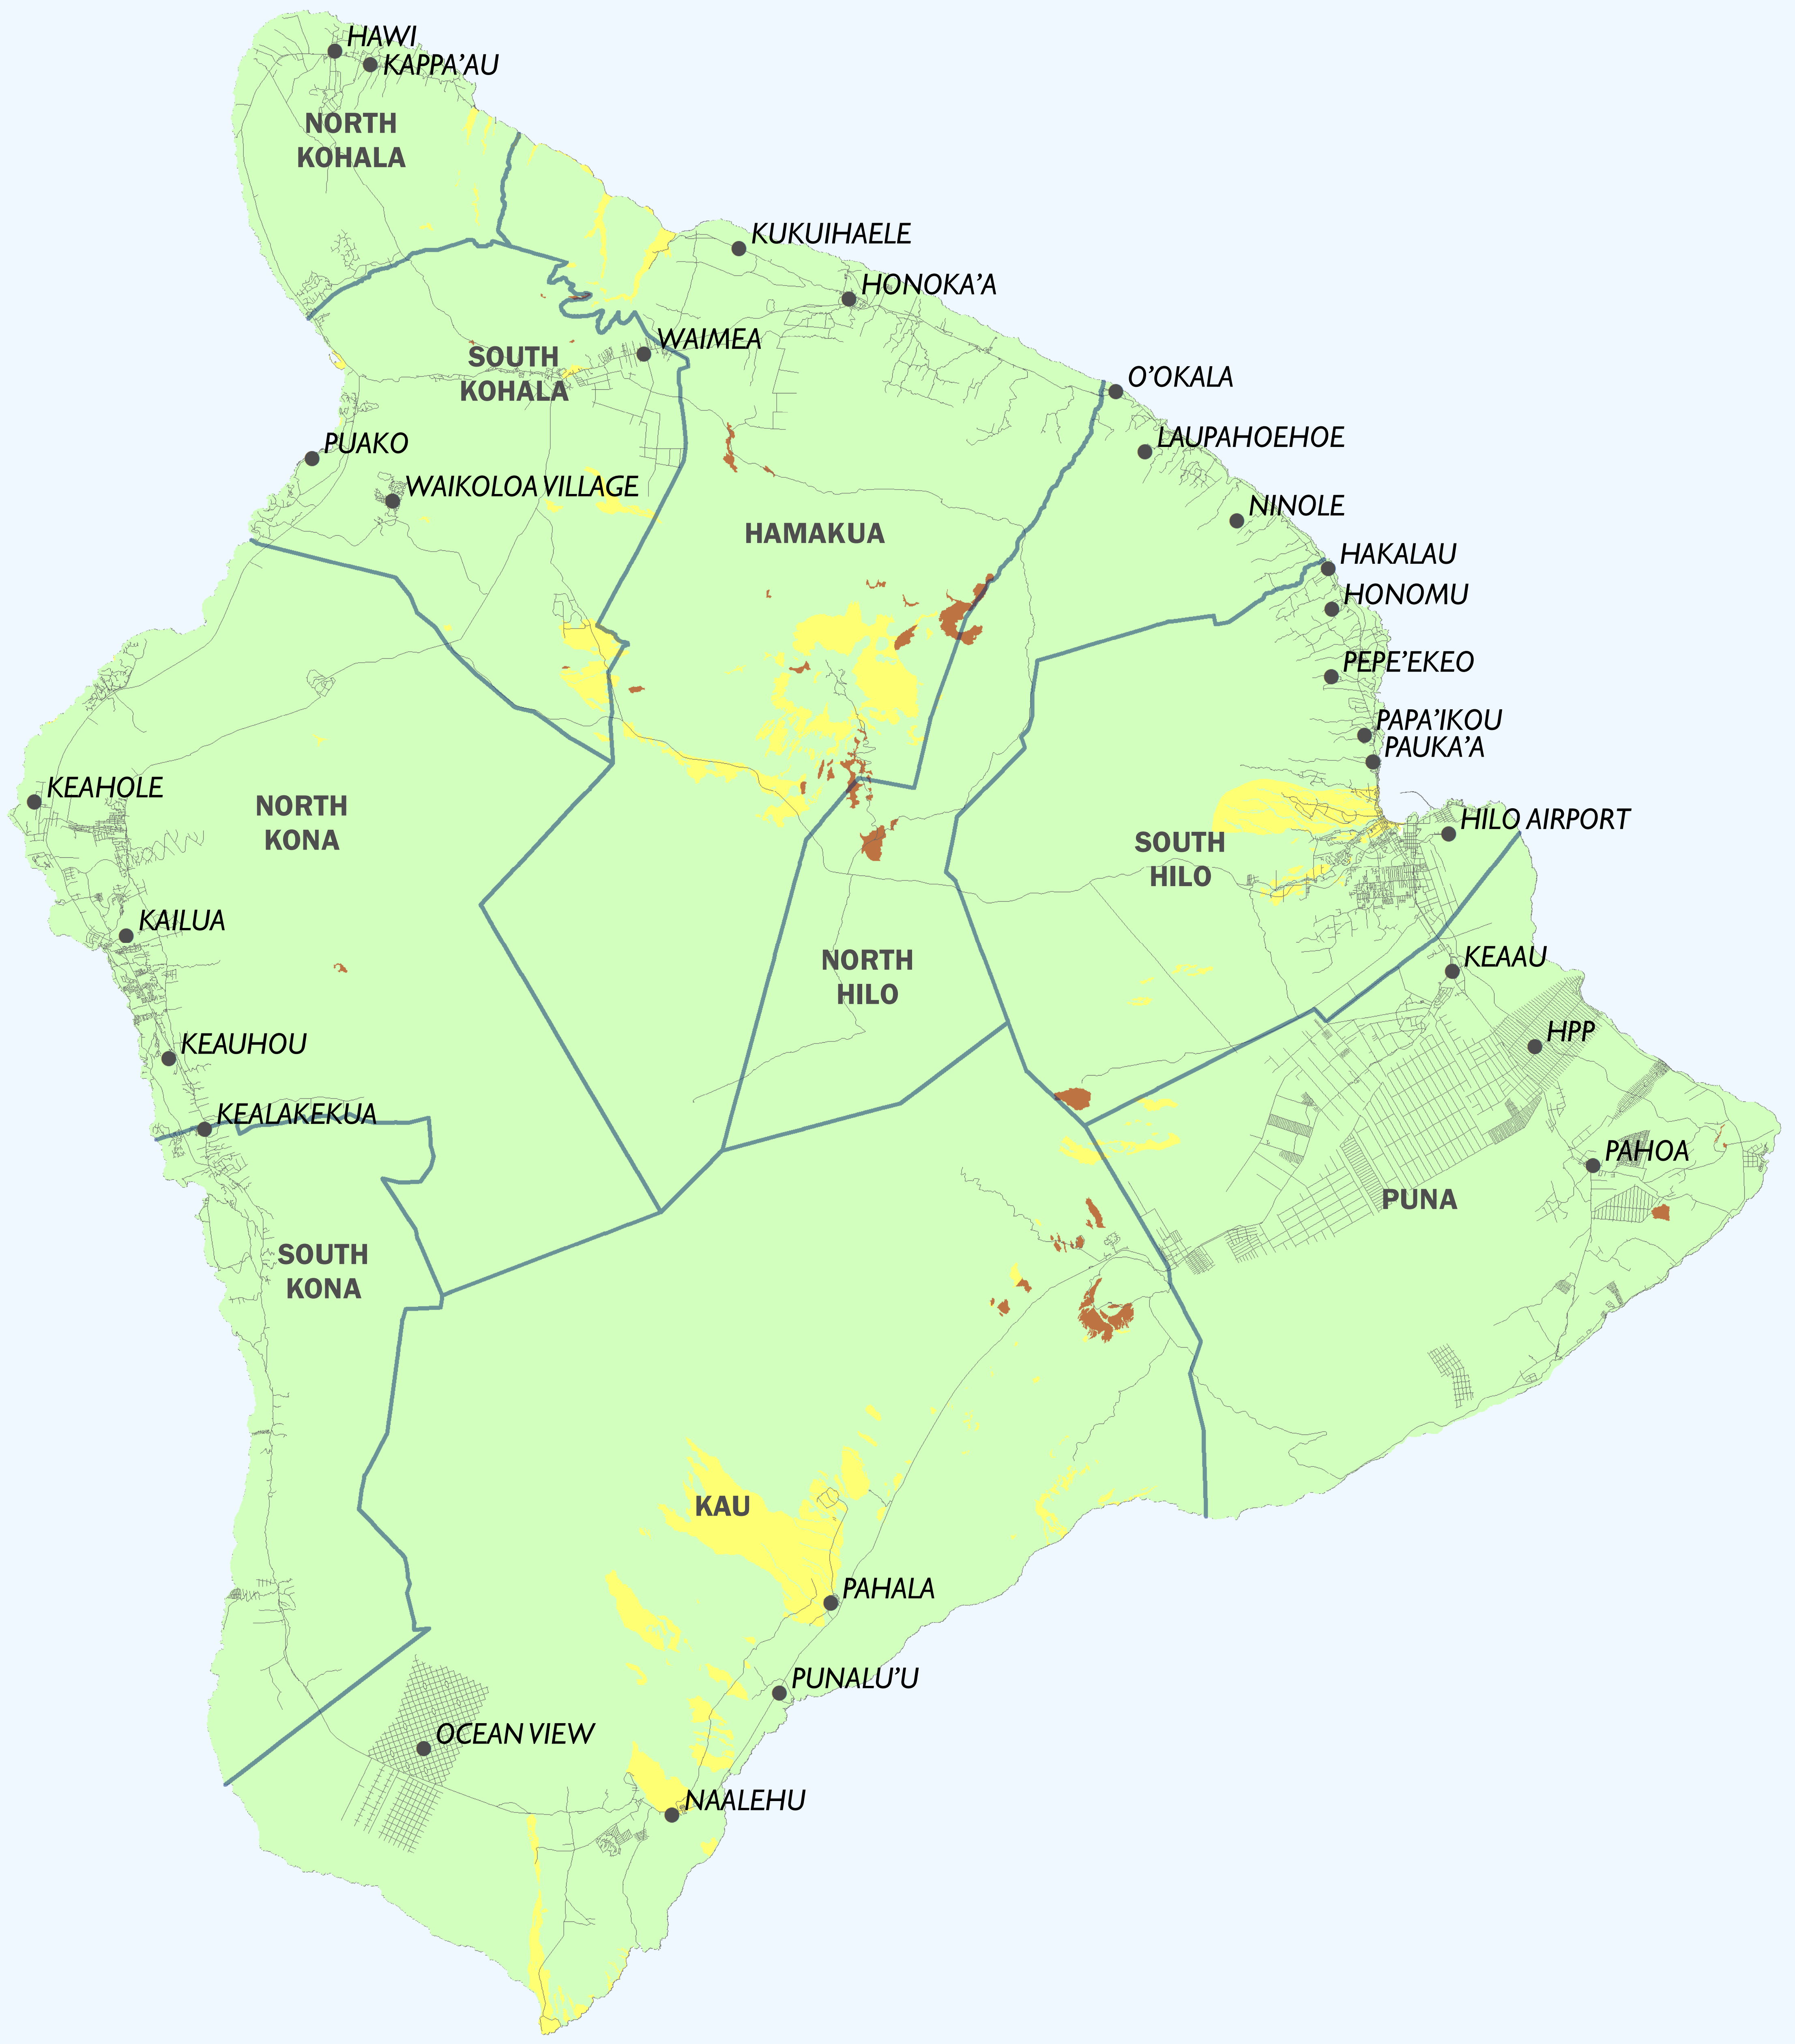 HAWI
KAPPA'AU
NORTH
KOHALA
KUKUIHAELE
HONOKA'A
WAIMEA
SOUTH
KOHALA
O'OKALA
LAUPAHOEHOE
PUAKO
WAIKOLOA VILLAGE
NINOLE
HAMAKUA
HAKALAU
HONOMU
PEPE'EKEO
PAPA'IKOU
PAUKA'A
KEAHOLE
NORTH
KONA
HILO AIRPORT
SOUTH
HILO
KAILUA
NORTH
HILO
KEAAU
HPP
KEAUHOU
KEALAKEKUA
PAHOA
PUNA
SOUTH
KONA
KAU
PAHALA
PUNALU'U
OCEAN VIEW
NAALEHU